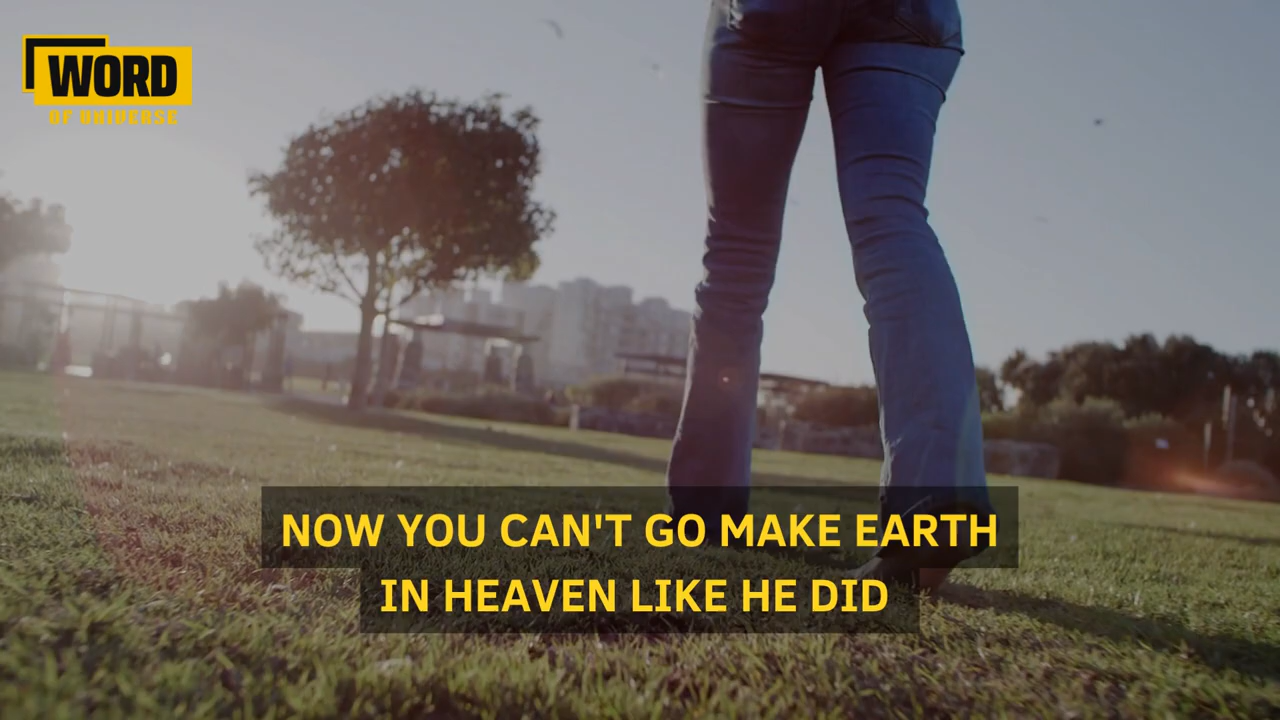 WORD
OF UNIVERSE
NOW YOU CAN'T GO MAKE EARTH
IN HEAVEN LIKE HE DID